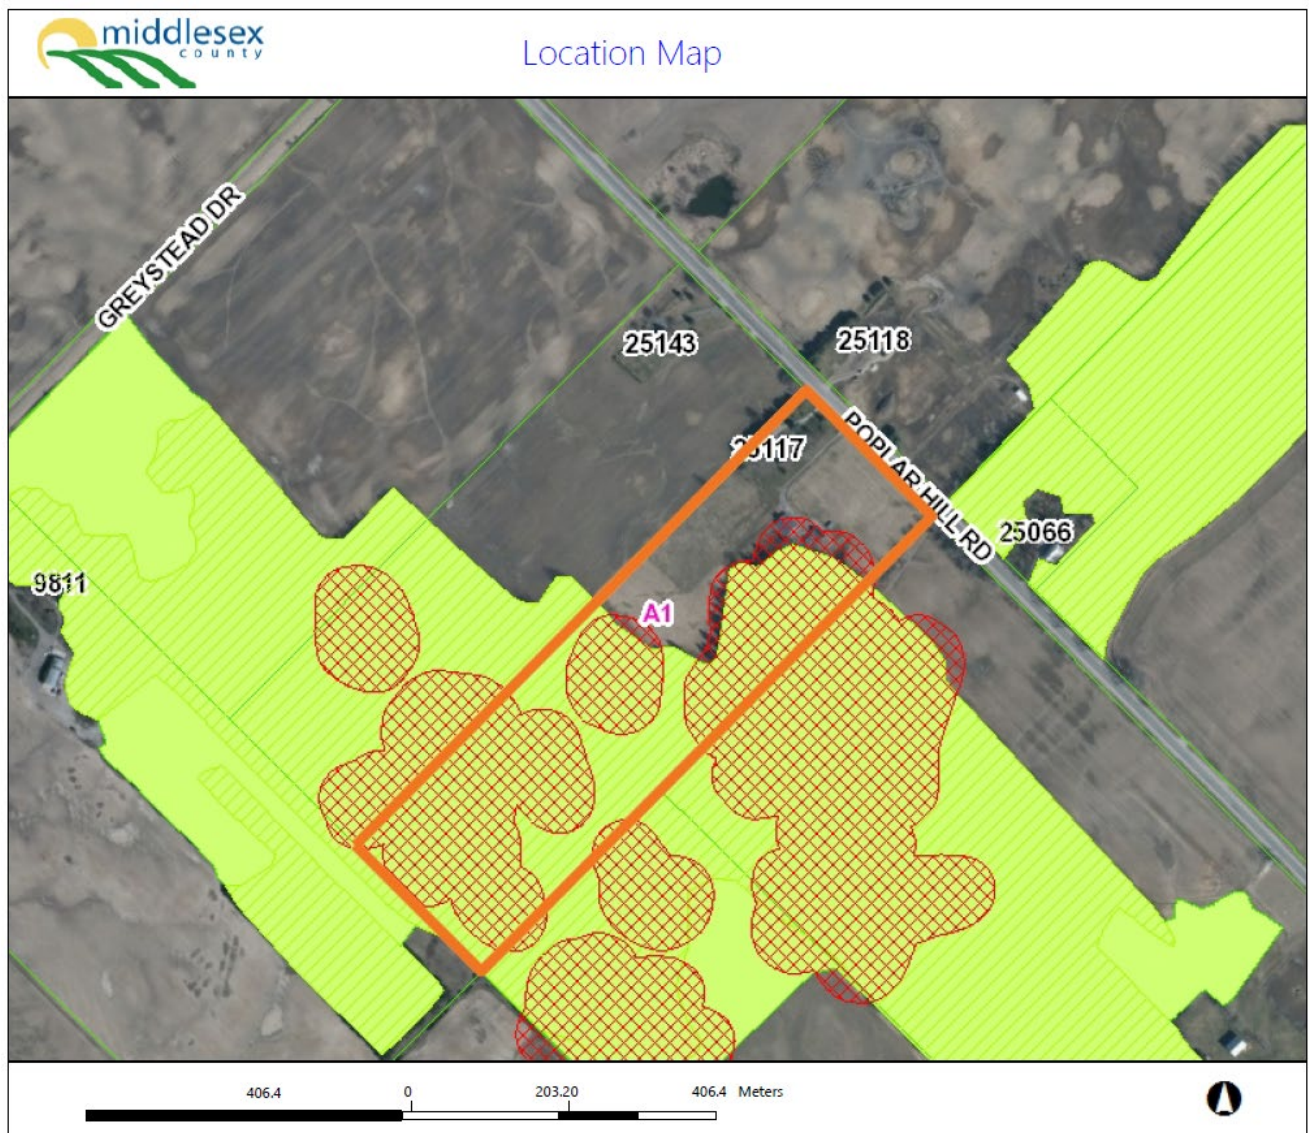 middlesex
county
Location Map
GREYSTEAD DR
25143
25118
25117
POPLAR HILL RD
25066
9811
A1
406.4 0 203.20 406.4 Meters